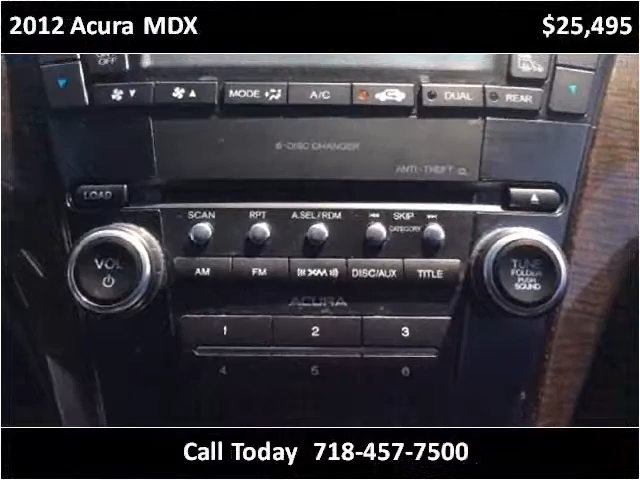 2012 Acura MDX $25,495
OFF
MODE A/C DUAL REAR
6-DISC CHANGER
ANTI-THEFT
LOAD
SCAN RPT A.SEL/RDM SKIP
CATEGORY
VOL
TUNE
FOLDER
PUSH
SOUND
AM FM XM DISC/AUX TITLE
ACURA
1 2 3
4 5 6
Call Today 718-457-7500